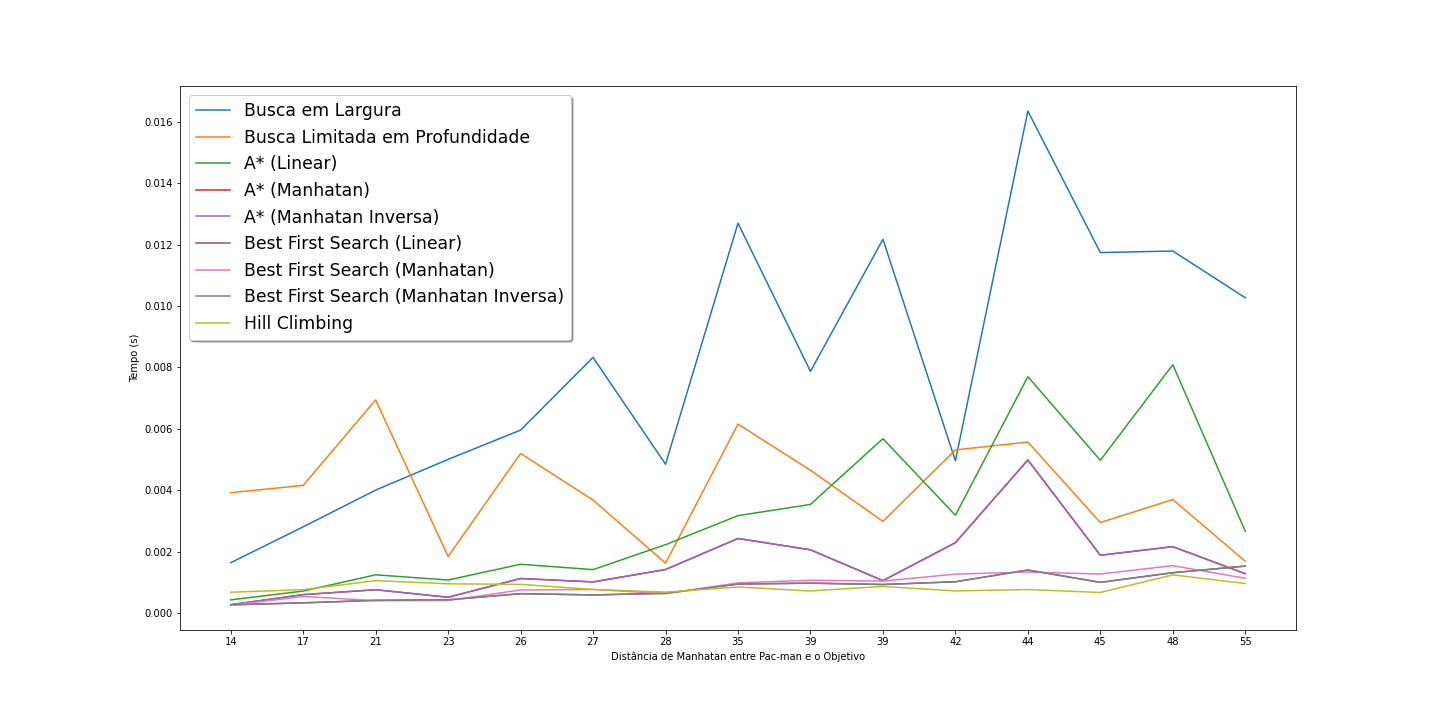 Busca em Largura
Busca Limitada em Profundidade
A* (Linear)
A* (Manhatan)
A* (Manhatan Inversa)
Best First Search (Linear)
Best First Search (Manhatan)
Best First Search (Manhatan Inversa)
Hill Climbing
0.016
0.014
0.012
0.010
0.008
0.006
0.004
0.002
0.000
Tempo (s)
14 17 21 23 26 27 28 35 39 39 42 44 45 48 55
Distância de Manhatan entre Pac-man e o Objetivo